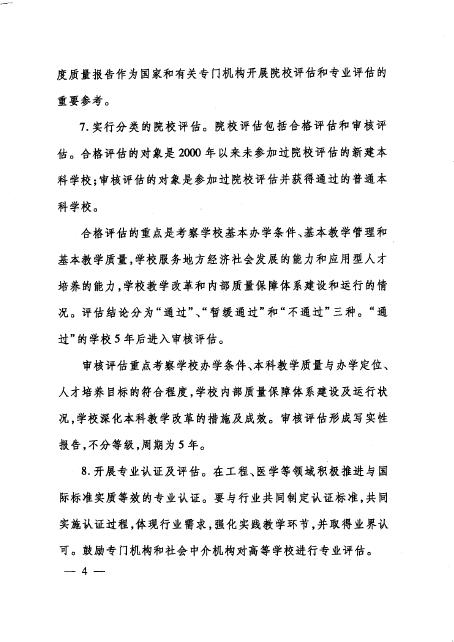 度质量报告作为国家和有关专门机构开展院校评估和专业评估的
重要参考。
7.实行分类的院校评估。院校评估包括合格评估和审核评
估。合格评估的对象是2000年以来未参加过院校评估的新建本
科学校;审核评估的对象是参加过院校评估并获得通过的普通本
科学校。
合格评估的重点是考察学校基本办学条件、基本教学管理和
基本教学质量,学校服务地方经济社会发展的能力和应用型人才
培养的能力,学校教学改革和内部质量保障体系建设和运行的情
况。评估结论分为“通过”、“暂缓通过”和“不通过”三种。“通
过”的学校5年后进入审核评估。
审核评估重点考察学校办学条件、本科教学质量与办学定位、
人才培养目标的符合程度,学校内部质量保障体系建设及运行状
况,学校深化本科教学改革的措施及成效。审核评估形成写实性
报告,不分等级,周期为5年。
8.开展专业认证及评估。在工程、医学等领域积极推进与国
际标准实质等效的专业认证。要与行业共同制定认证标准,共同
实施认证过程,体现行业需求,强化实践教学环节,并取得业界认
可。鼓励专门机构和社会中介机构对高等学校进行专业评估。
— 4 —